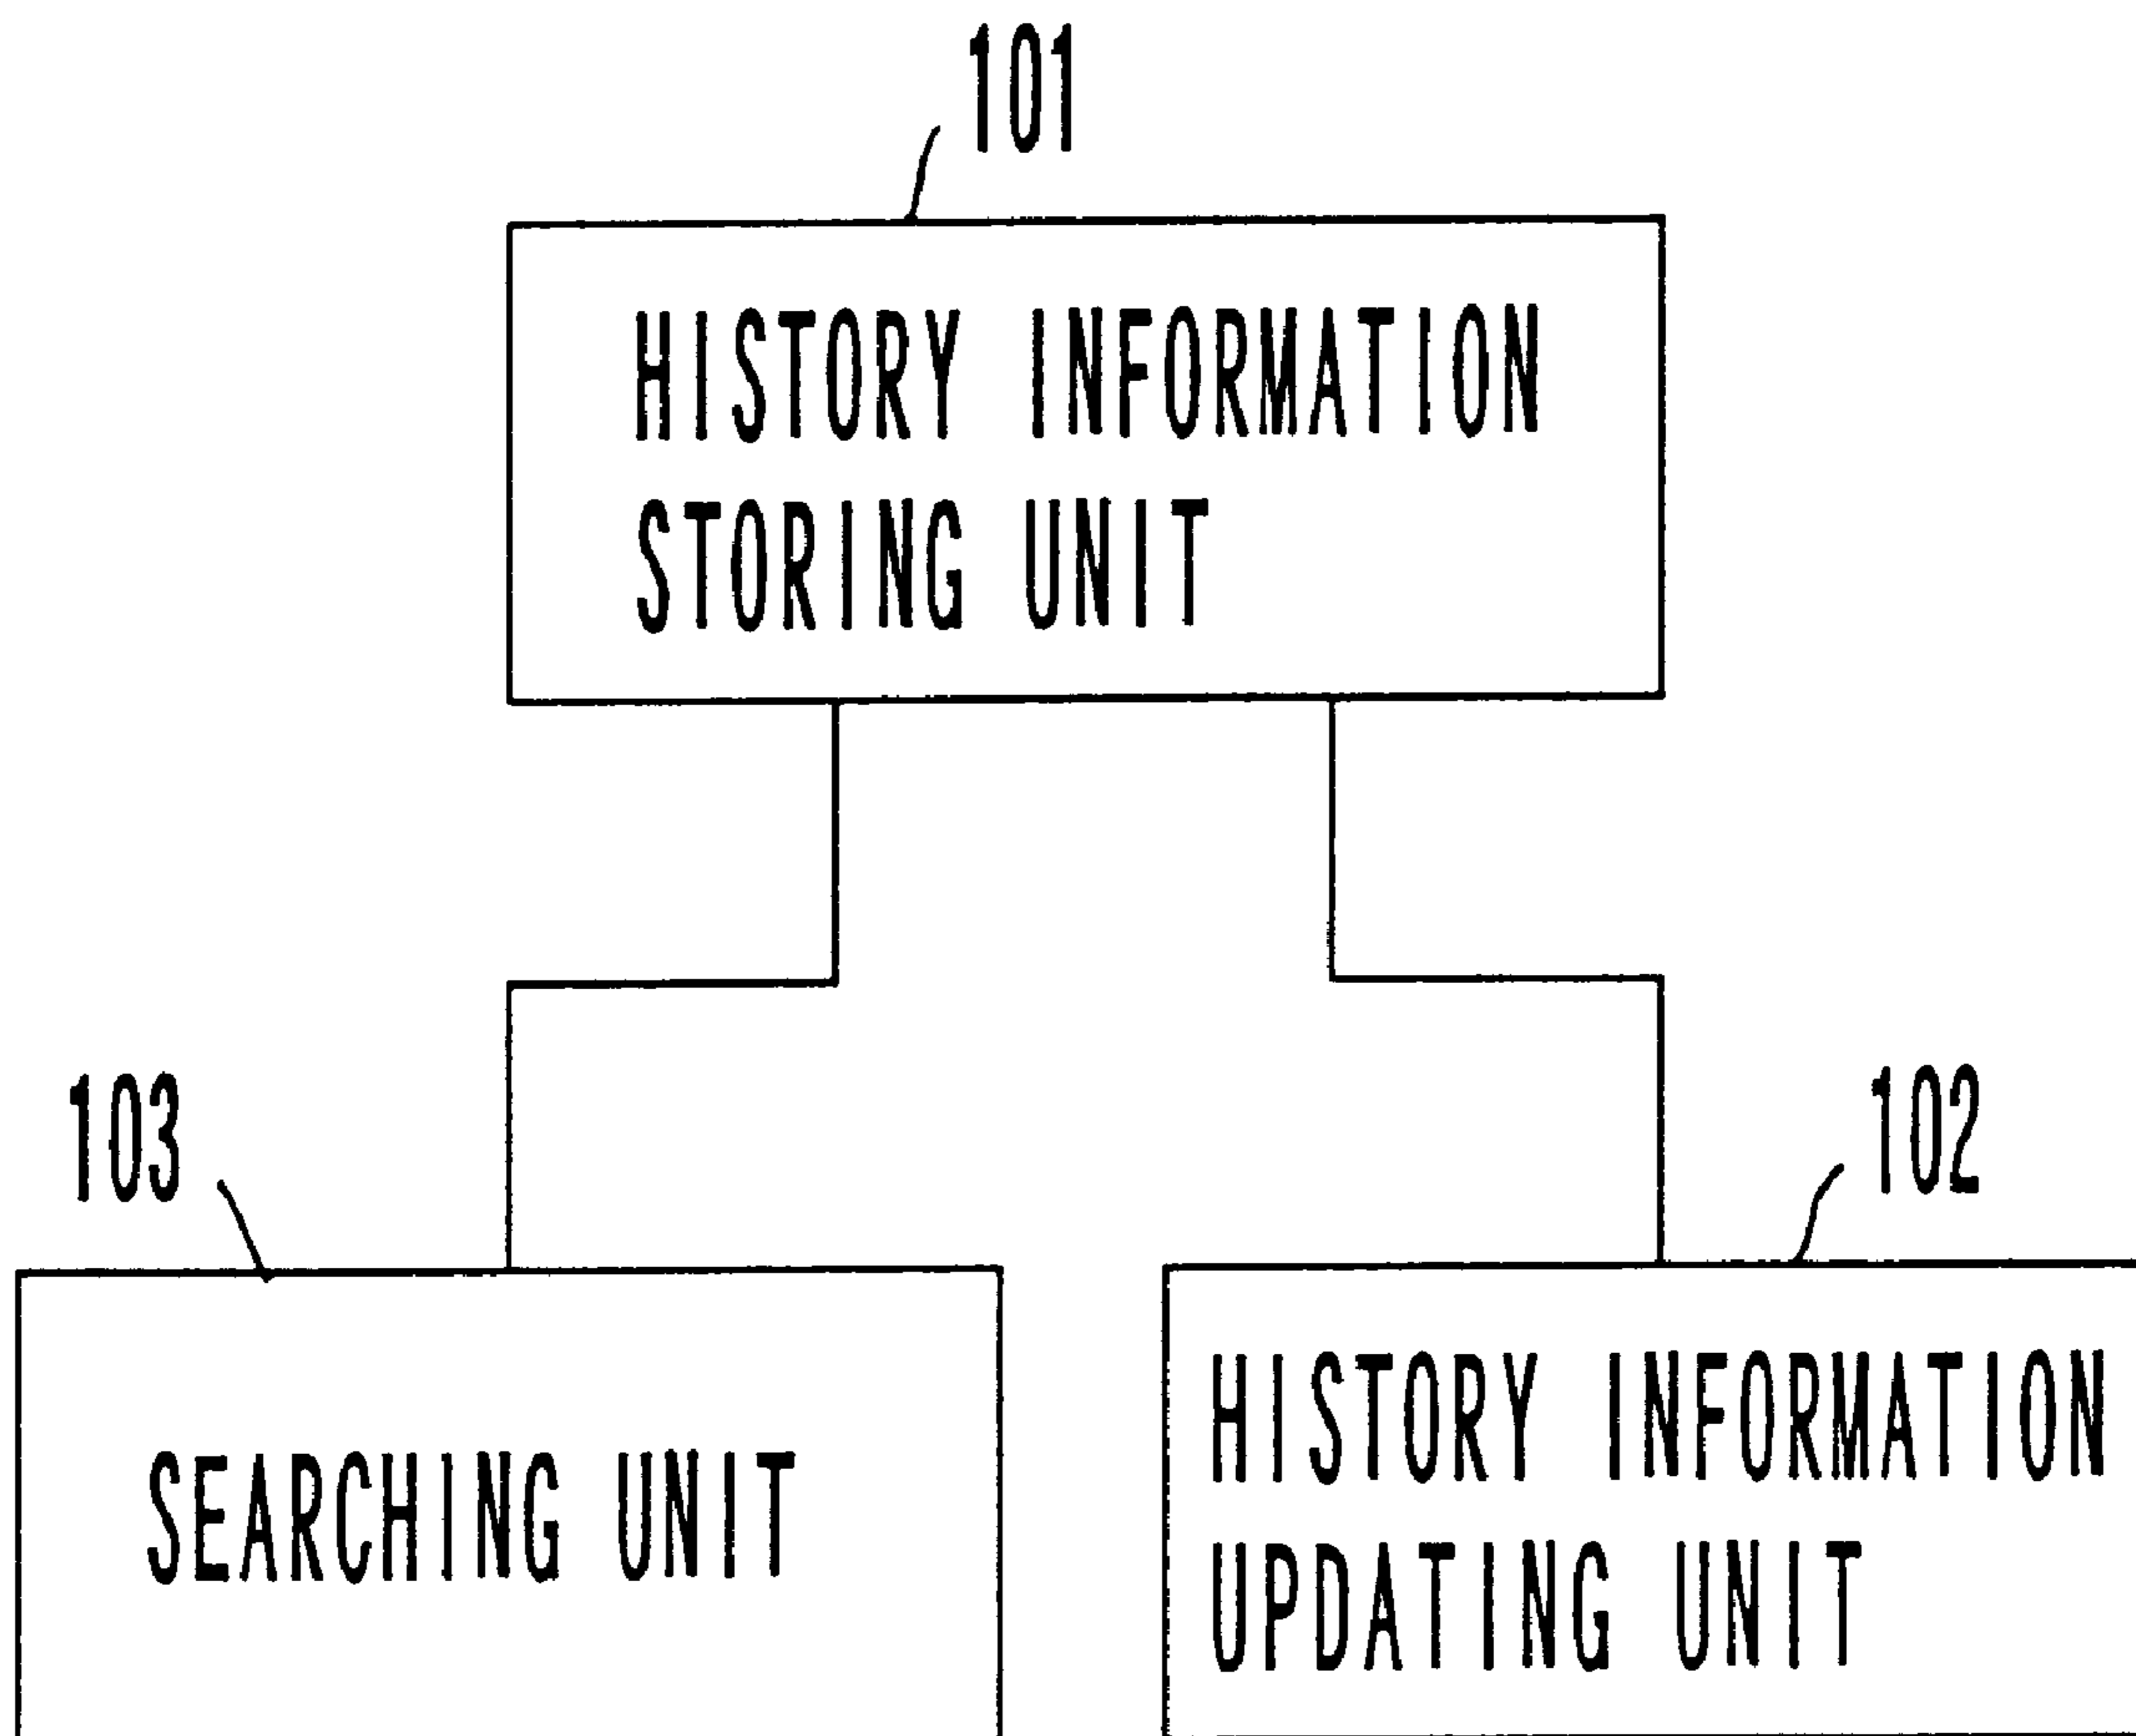 101
HISTORY INFORMATION
STORING UNIT
103
102
SEARCHING UNIT
HISTORY INFORMATION
UPDATING UNIT